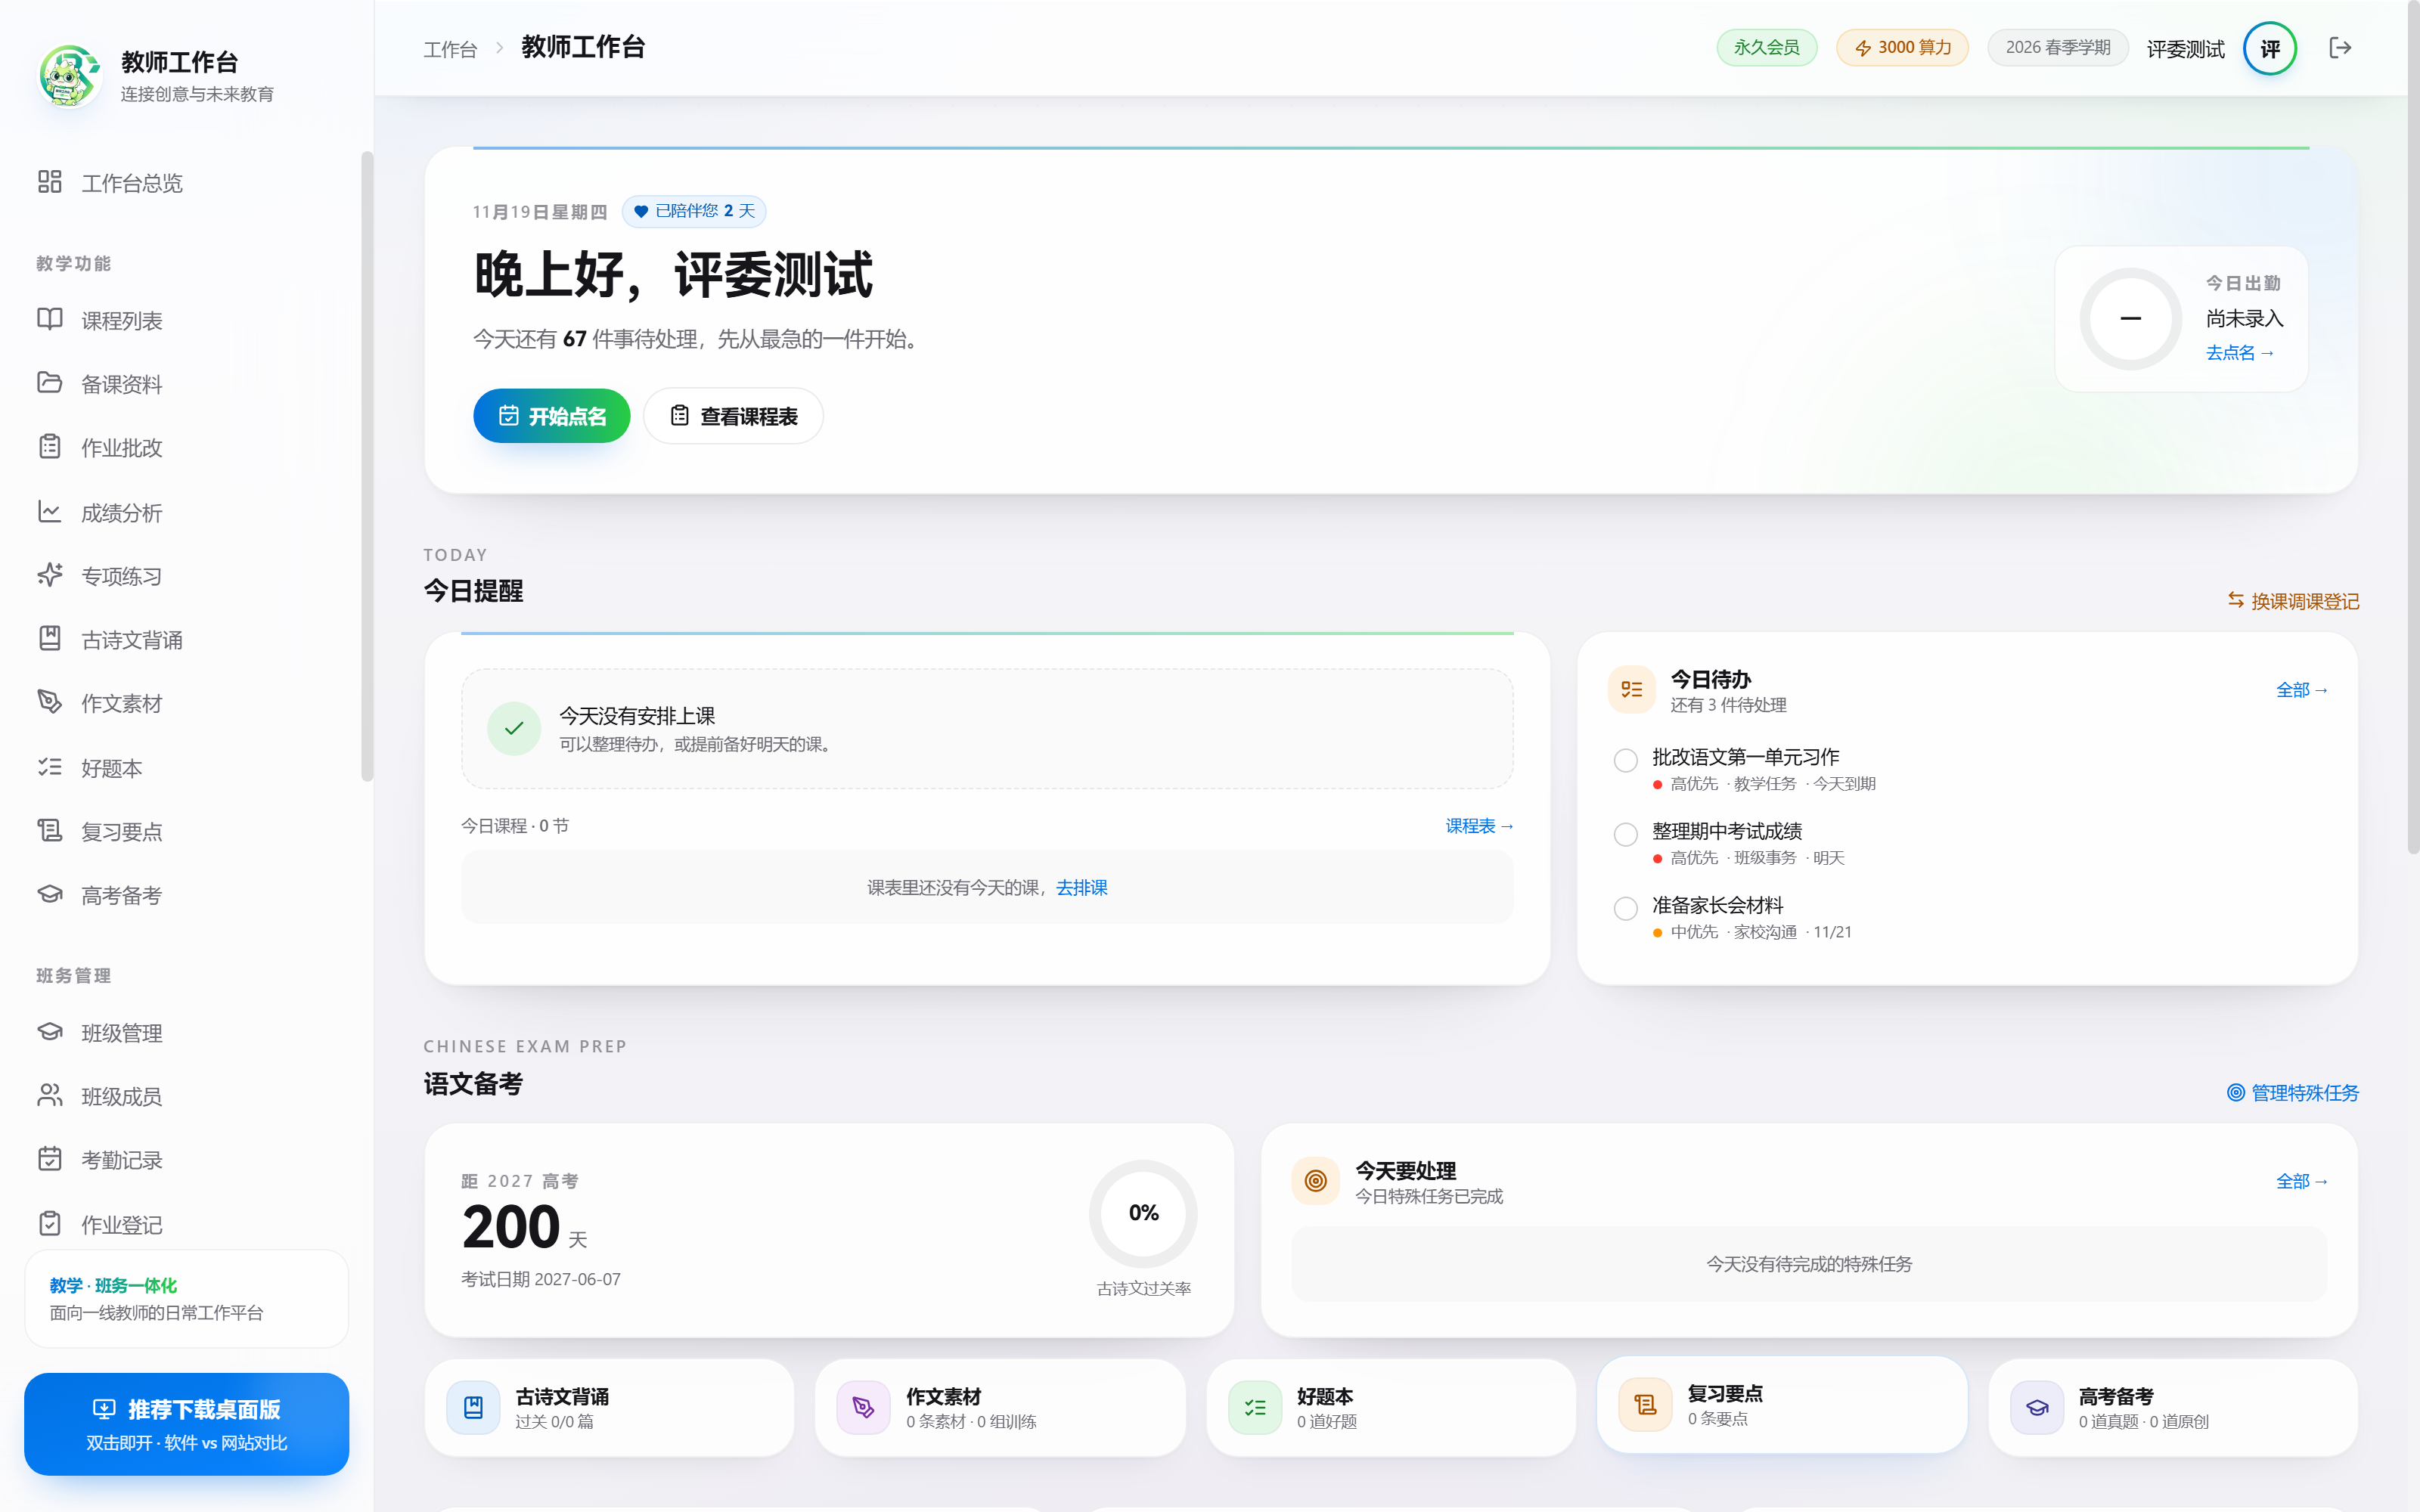 教师工作台
连接创意与未来教育
工作台总览
教学功能
课程列表
备课资料
作业批改
成绩分析
专项练习
古诗文背诵
作文素材
好题本
复习要点
高考备考
班务管理
班级管理
班级成员
考勤记录
作业登记
教学·班务一体化
面向一线教师的日常工作平台
推荐下载桌面版
双击即开·软件 vs 网站对比
工作台 > 教师工作台
永久会员
3000 算力
2026 春季学期
评委测试
评
11月19日星期四
已陪伴您 2 天
晚上好，评委测试
今天还有 67 件事待处理，先从最急的一件开始。
开始点名
查看课程表
今日出勤
尚未录入
去点名 →
TODAY
今日提醒
换课调课登记
今天没有安排上课
可以整理待办，或提前备好明天的课。
今日课程 · 0 节
课程表 →
课表里还没有今天的课，去排课
今日待办
还有 3 件待处理
全部 →
批改语文第一单元习作
高优先 · 教学任务 · 今天到期
整理期中考试成绩
高优先 · 班级事务 · 明天
准备家长会材料
中优先 · 家校沟通 · 11/21
CHINESE EXAM PREP
语文备考
管理特殊任务
距 2027 高考
200 天
考试日期 2027-06-07
0%
古诗文过关率
今天要处理
今日特殊任务已完成
全部 →
今天没有待完成的特殊任务
古诗文背诵
过关 0/0 篇
作文素材
0 条素材 · 0 组训练
好题本
0 道好题
复习要点
0 条要点
高考备考
0 道真题 · 0 道原创